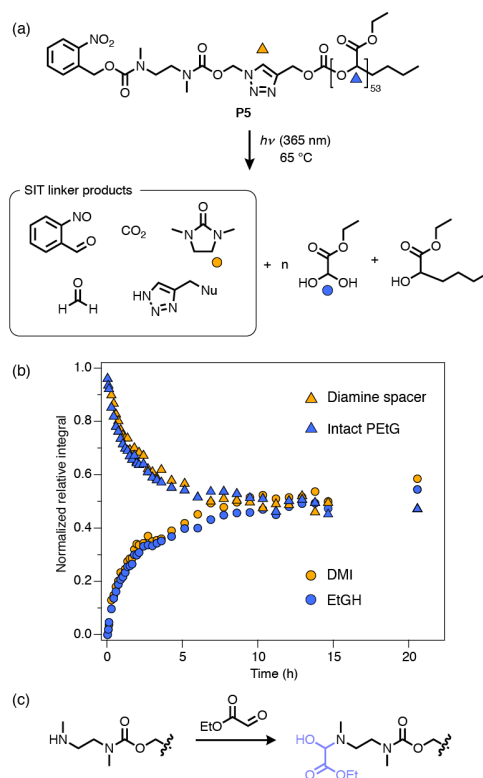 (a)
NO₂
O
O
N
N
O
O
O
O
N
N=N
O
O
O
O
O
53
P5
hν (365 nm)
65 °C
SIT linker products
NO
O
CO₂
O
N
N
O
H
H
HN
N=N
Nu
+ n
O
O
HO
OH
+
O
O
OH
(b)
Normalized relative integral
1.0
0.8
0.6
0.4
0.2
0.0
Diamine spacer
Intact PEtG
DMI
EtGH
0
5
10
15
20
Time (h)
(c)
HN
N
O
O
EtO
O
O
HO
N
N
O
O
O
OEt